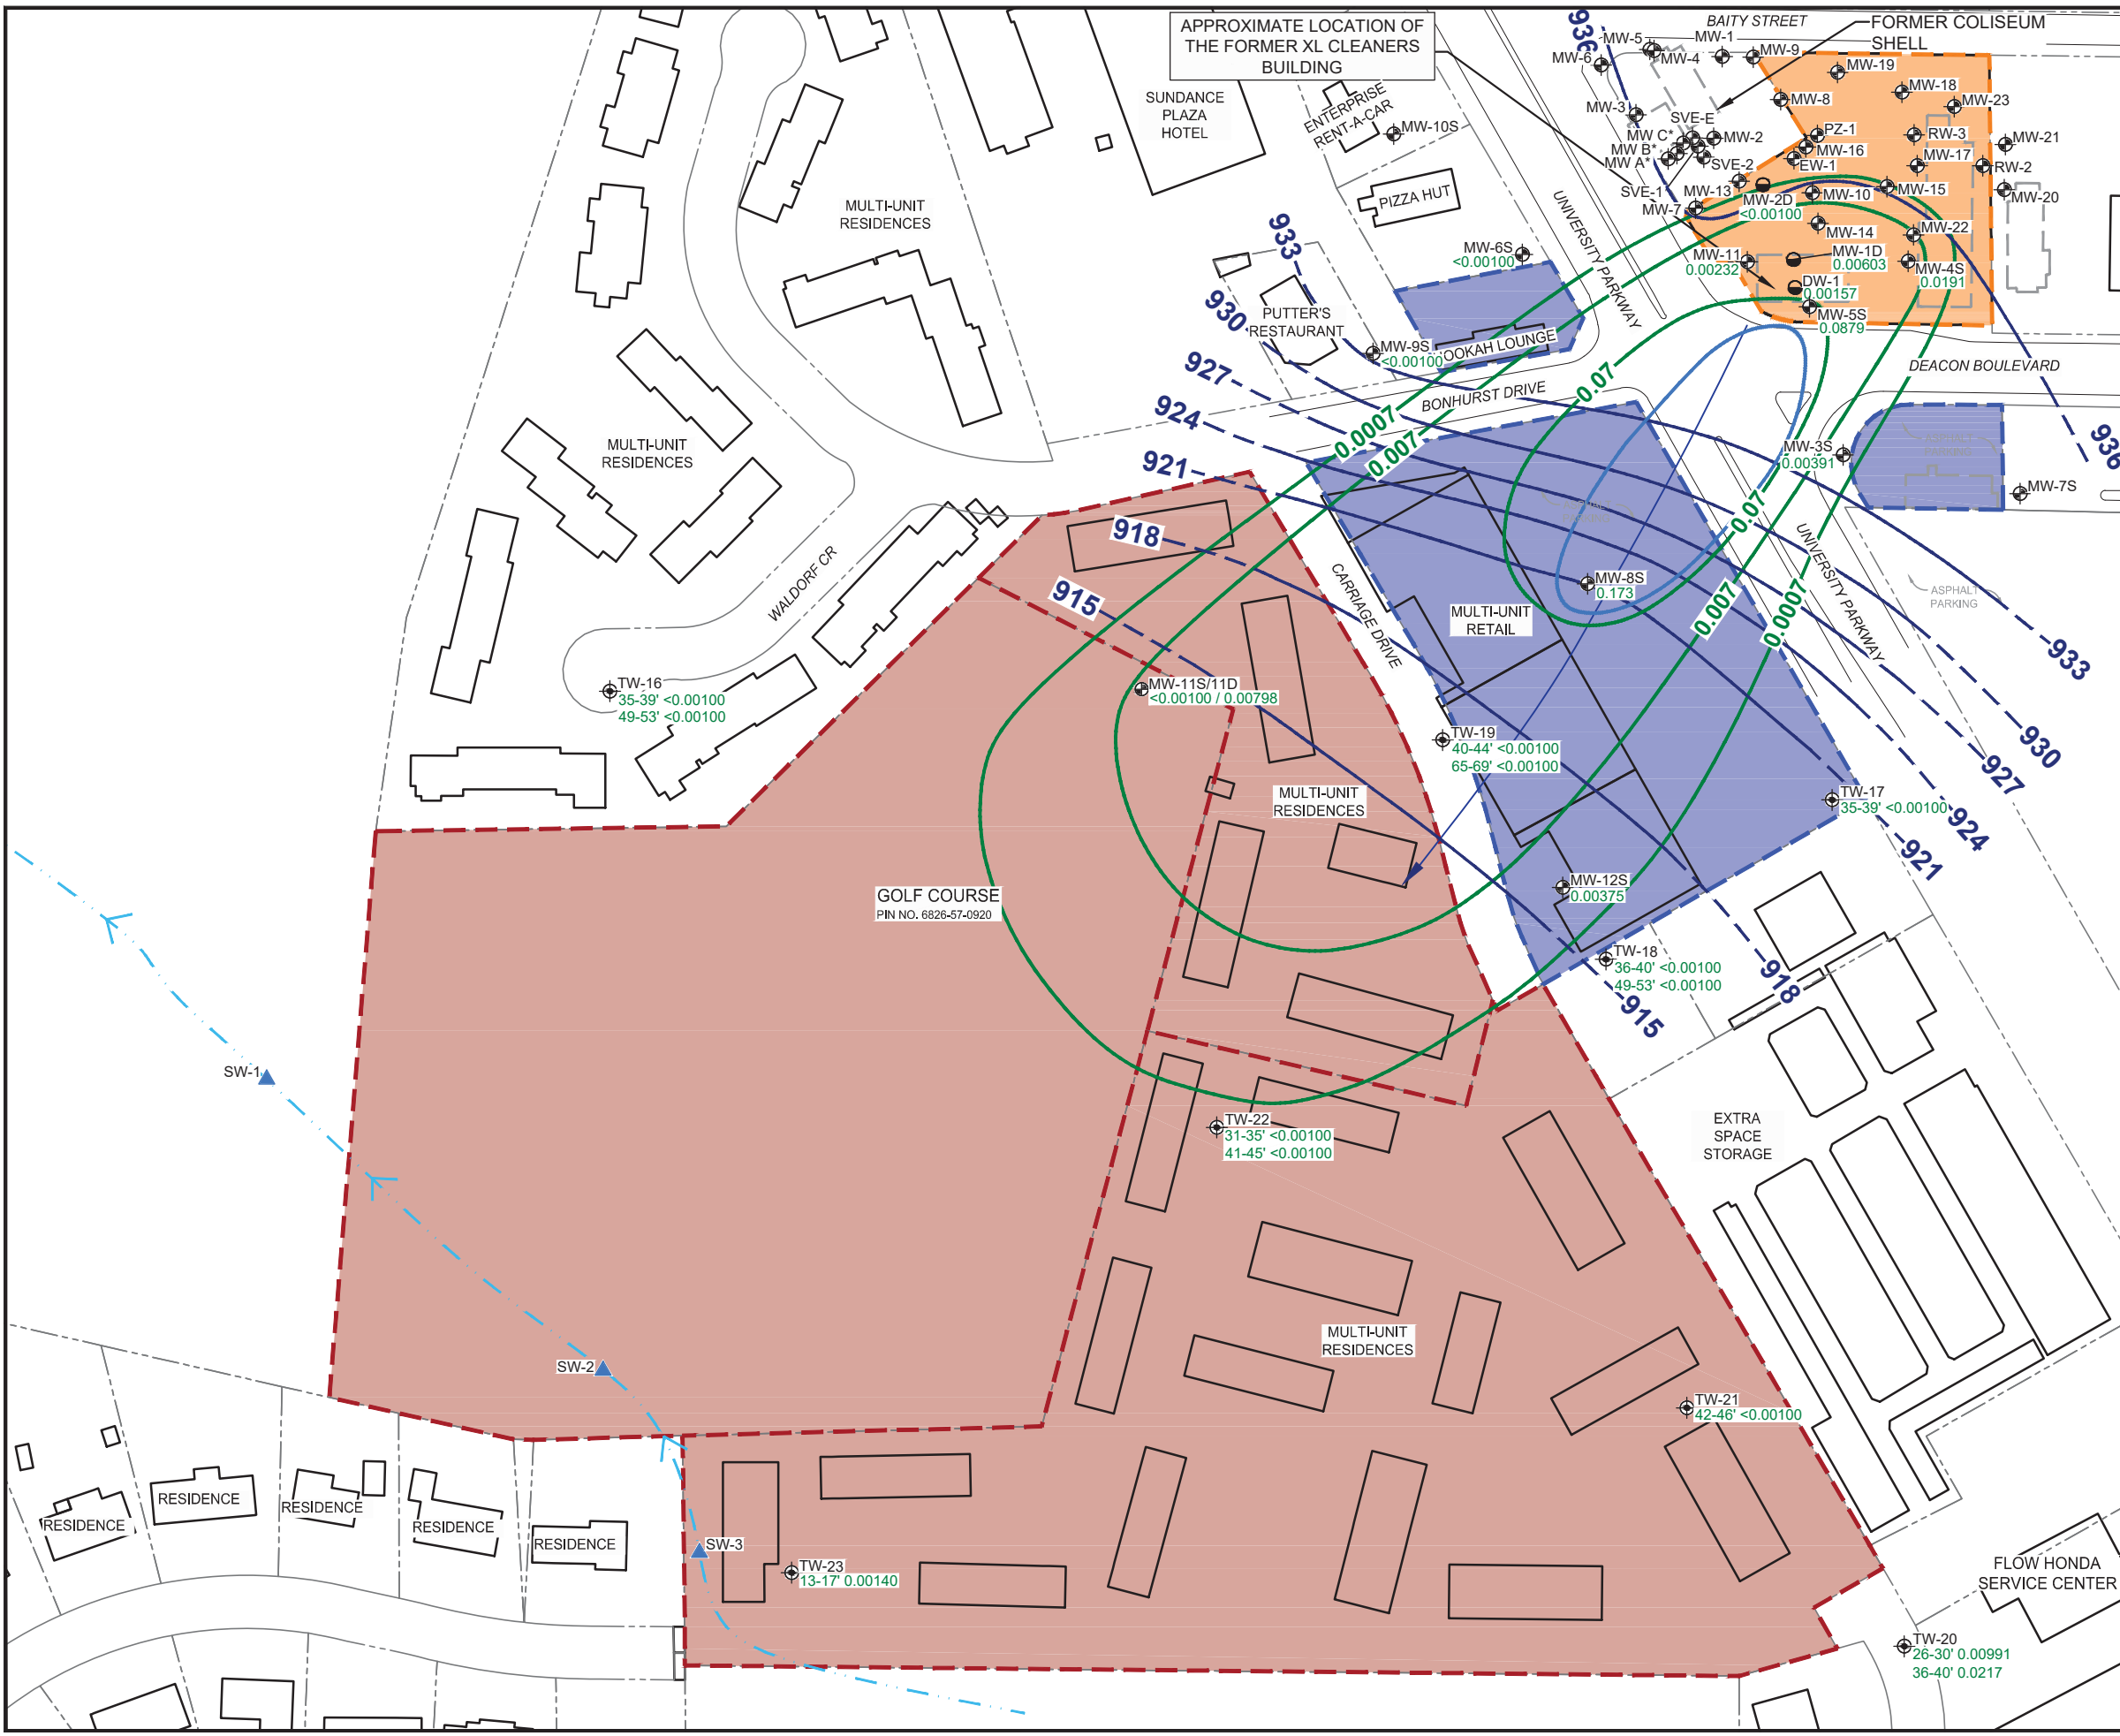 APPROXIMATE LOCATION OF
THE FORMER XL CLEANERS
BUILDING
BAITY STREET
FORMER COLISEUM
SHELL
936
MW-5
MW-4
MW-1
MW-9
MW-6
MW-19
MW-18
MW-23
MW-8
MW-3
SVE-E
MW C*
MW-2
MW B*
MW A*
SVE-2
SVE-1
PZ-1
MW-16
EW-1
RW-3
MW-17
MW-21
RW-2
MW-20
MW-13
MW-7
MW-2D
<0.00100
MW-10
MW-15
MW-14
MW-22
MW-11
0.00232
MW-1D
0.00603
MW-4S
0.0191
DW-1
0.00157
MW-5S
0.0879
SUNDANCE
PLAZA
HOTEL
ENTERPRISE
RENT-A-CAR
MW-10S
PIZZA HUT
UNIVERSITY PARKWAY
MW-6S
<0.00100
MULTI-UNIT
RESIDENCES
933
930
927
924
921
918
915
PUTTER'S
RESTAURANT
MW-9S
<0.00100
OOKAH LOUNGE
BONHURST DRIVE
DEACON BOULEVARD
0.07
0.0007
0.007
MULTI-UNIT
RESIDENCES
MW-3S
0.00391
ASPHALT
PARKING
MW-7S
936
ASPHALT
PARKING
0.07
UNIVERSITY PARKWAY
ASPHALT
PARKING
WALDORF CR
CARRIAGE DRIVE
MW-8S
0.173
MULTI-UNIT
RETAIL
0.007
0.0007
933
TW-16
35-39' <0.00100
49-53' <0.00100
MW-11S/11D
<0.00100 / 0.00798
TW-19
40-44' <0.00100
65-69' <0.00100
930
927
924
921
918
915
TW-17
35-39' <0.00100
MULTI-UNIT
RESIDENCES
GOLF COURSE
PIN NO. 6826-57-0920
MW-12S
0.00375
TW-18
36-40' <0.00100
49-53' <0.00100
SW-1
TW-22
31-35' <0.00100
41-45' <0.00100
EXTRA
SPACE
STORAGE
SW-2
MULTI-UNIT
RESIDENCES
TW-21
42-46' <0.00100
RESIDENCE
RESIDENCE
RESIDENCE
RESIDENCE
RESIDENCE
SW-3
TW-23
13-17' 0.00140
FLOW HONDA
SERVICE CENTER
TW-20
26-30' 0.00991
36-40' 0.0217